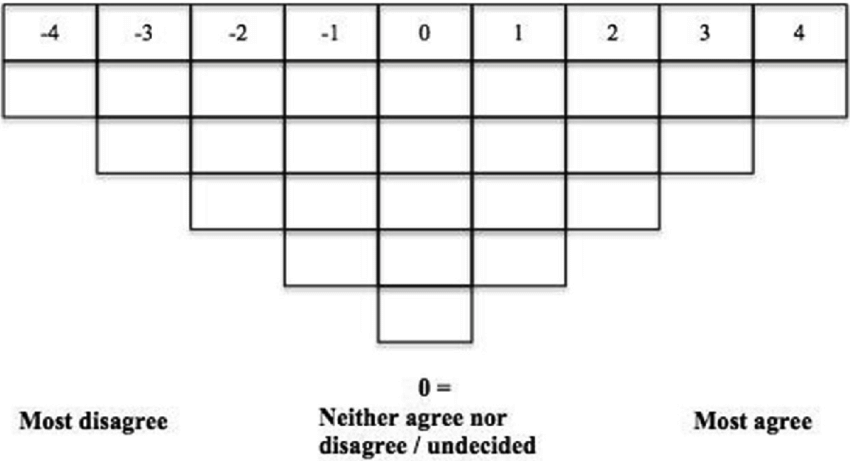 -4 -3 -2 -1 0 1 2 3 4
0 =
Most disagree
Neither agree nor
disagree / undecided
Most agree